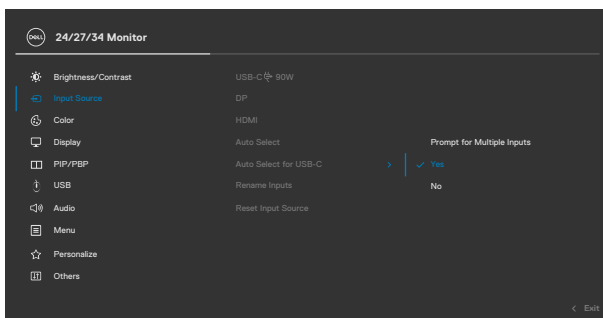 DELL 24/27/34 Monitor
Brightness/Contrast USB-C 90W
Input Source DP
Color HDMI
Display Auto Select Prompt for Multiple Inputs
PIP/PBP Auto Select for USB-C > ✓ Yes
USB Rename Inputs No
Audio Reset Input Source
Menu
Personalize
Others
< Exit